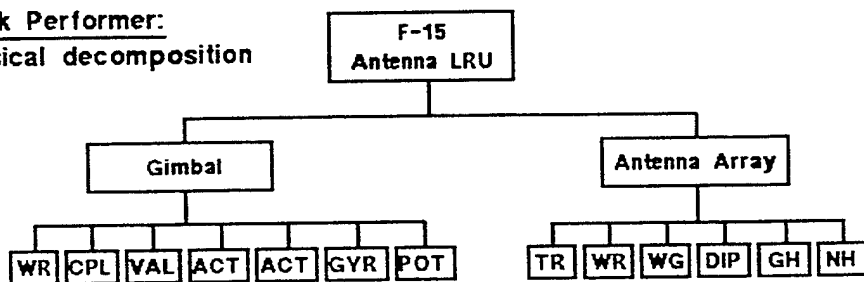 k Performer:
sical decomposition
F-15
Antenna LRU
Gimbal
Antenna Array
WR CPL VAL ACT ACT GYR POT
TR WR WG DIP GH NH